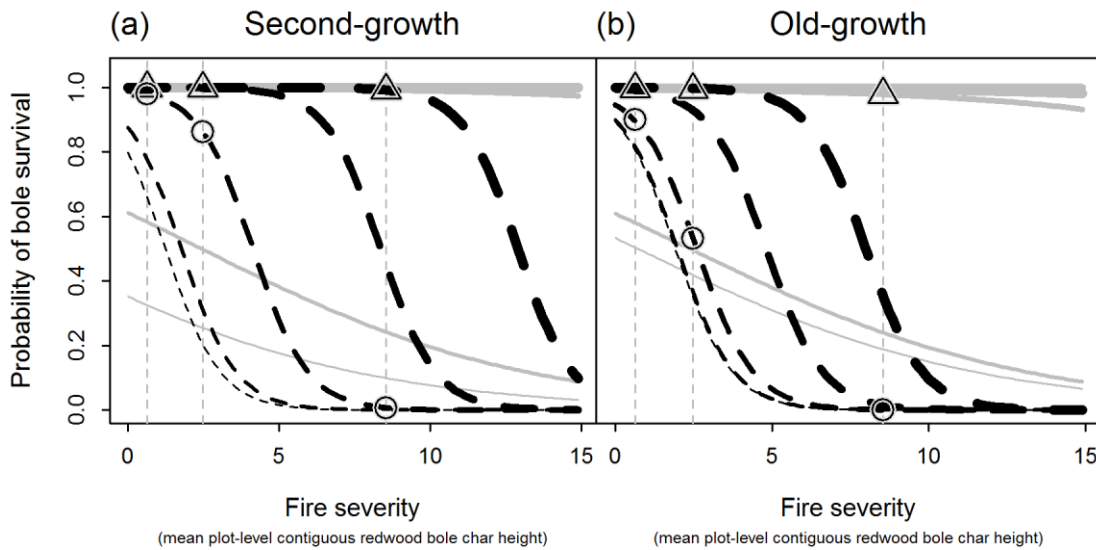 (a) Second-growth
(b) Old-growth
Probability of bole survival
1.0
0.8
0.6
0.4
0.2
0.0
0 5 10 15
0 5 10 15
Fire severity
(mean plot-level contiguous redwood bole char height)
Fire severity
(mean plot-level contiguous redwood bole char height)